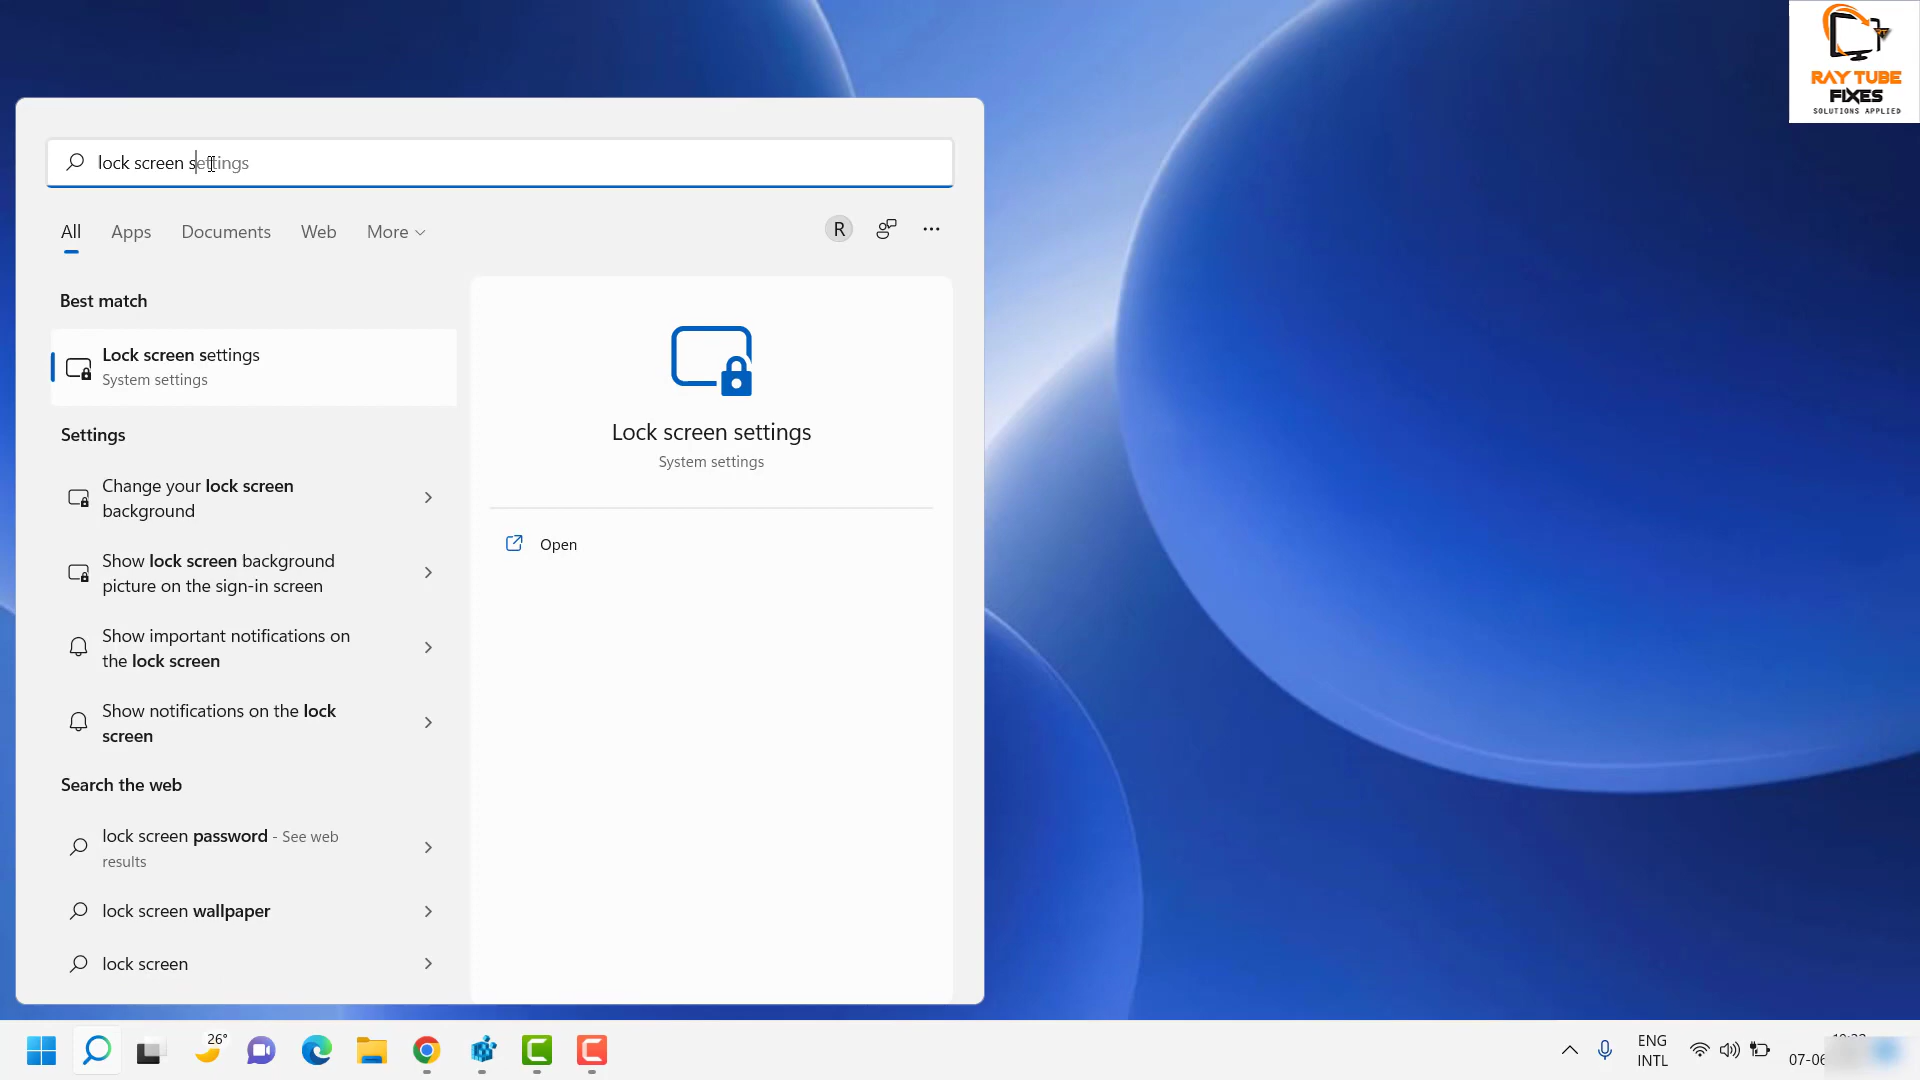 RAY TUBE
FIXES
SOLUTIONS APPLIED
lock screen settings
All
Apps
Documents
Web
More
R
Best match
Lock screen settings
System settings
Settings
Change your lock screen
background
Show lock screen background
picture on the sign-in screen
Show important notifications on
the lock screen
Show notifications on the lock
screen
Search the web
lock screen password - See web
results
lock screen wallpaper
lock screen
Lock screen settings
System settings
Open
26°
ENG
INTL
07-06